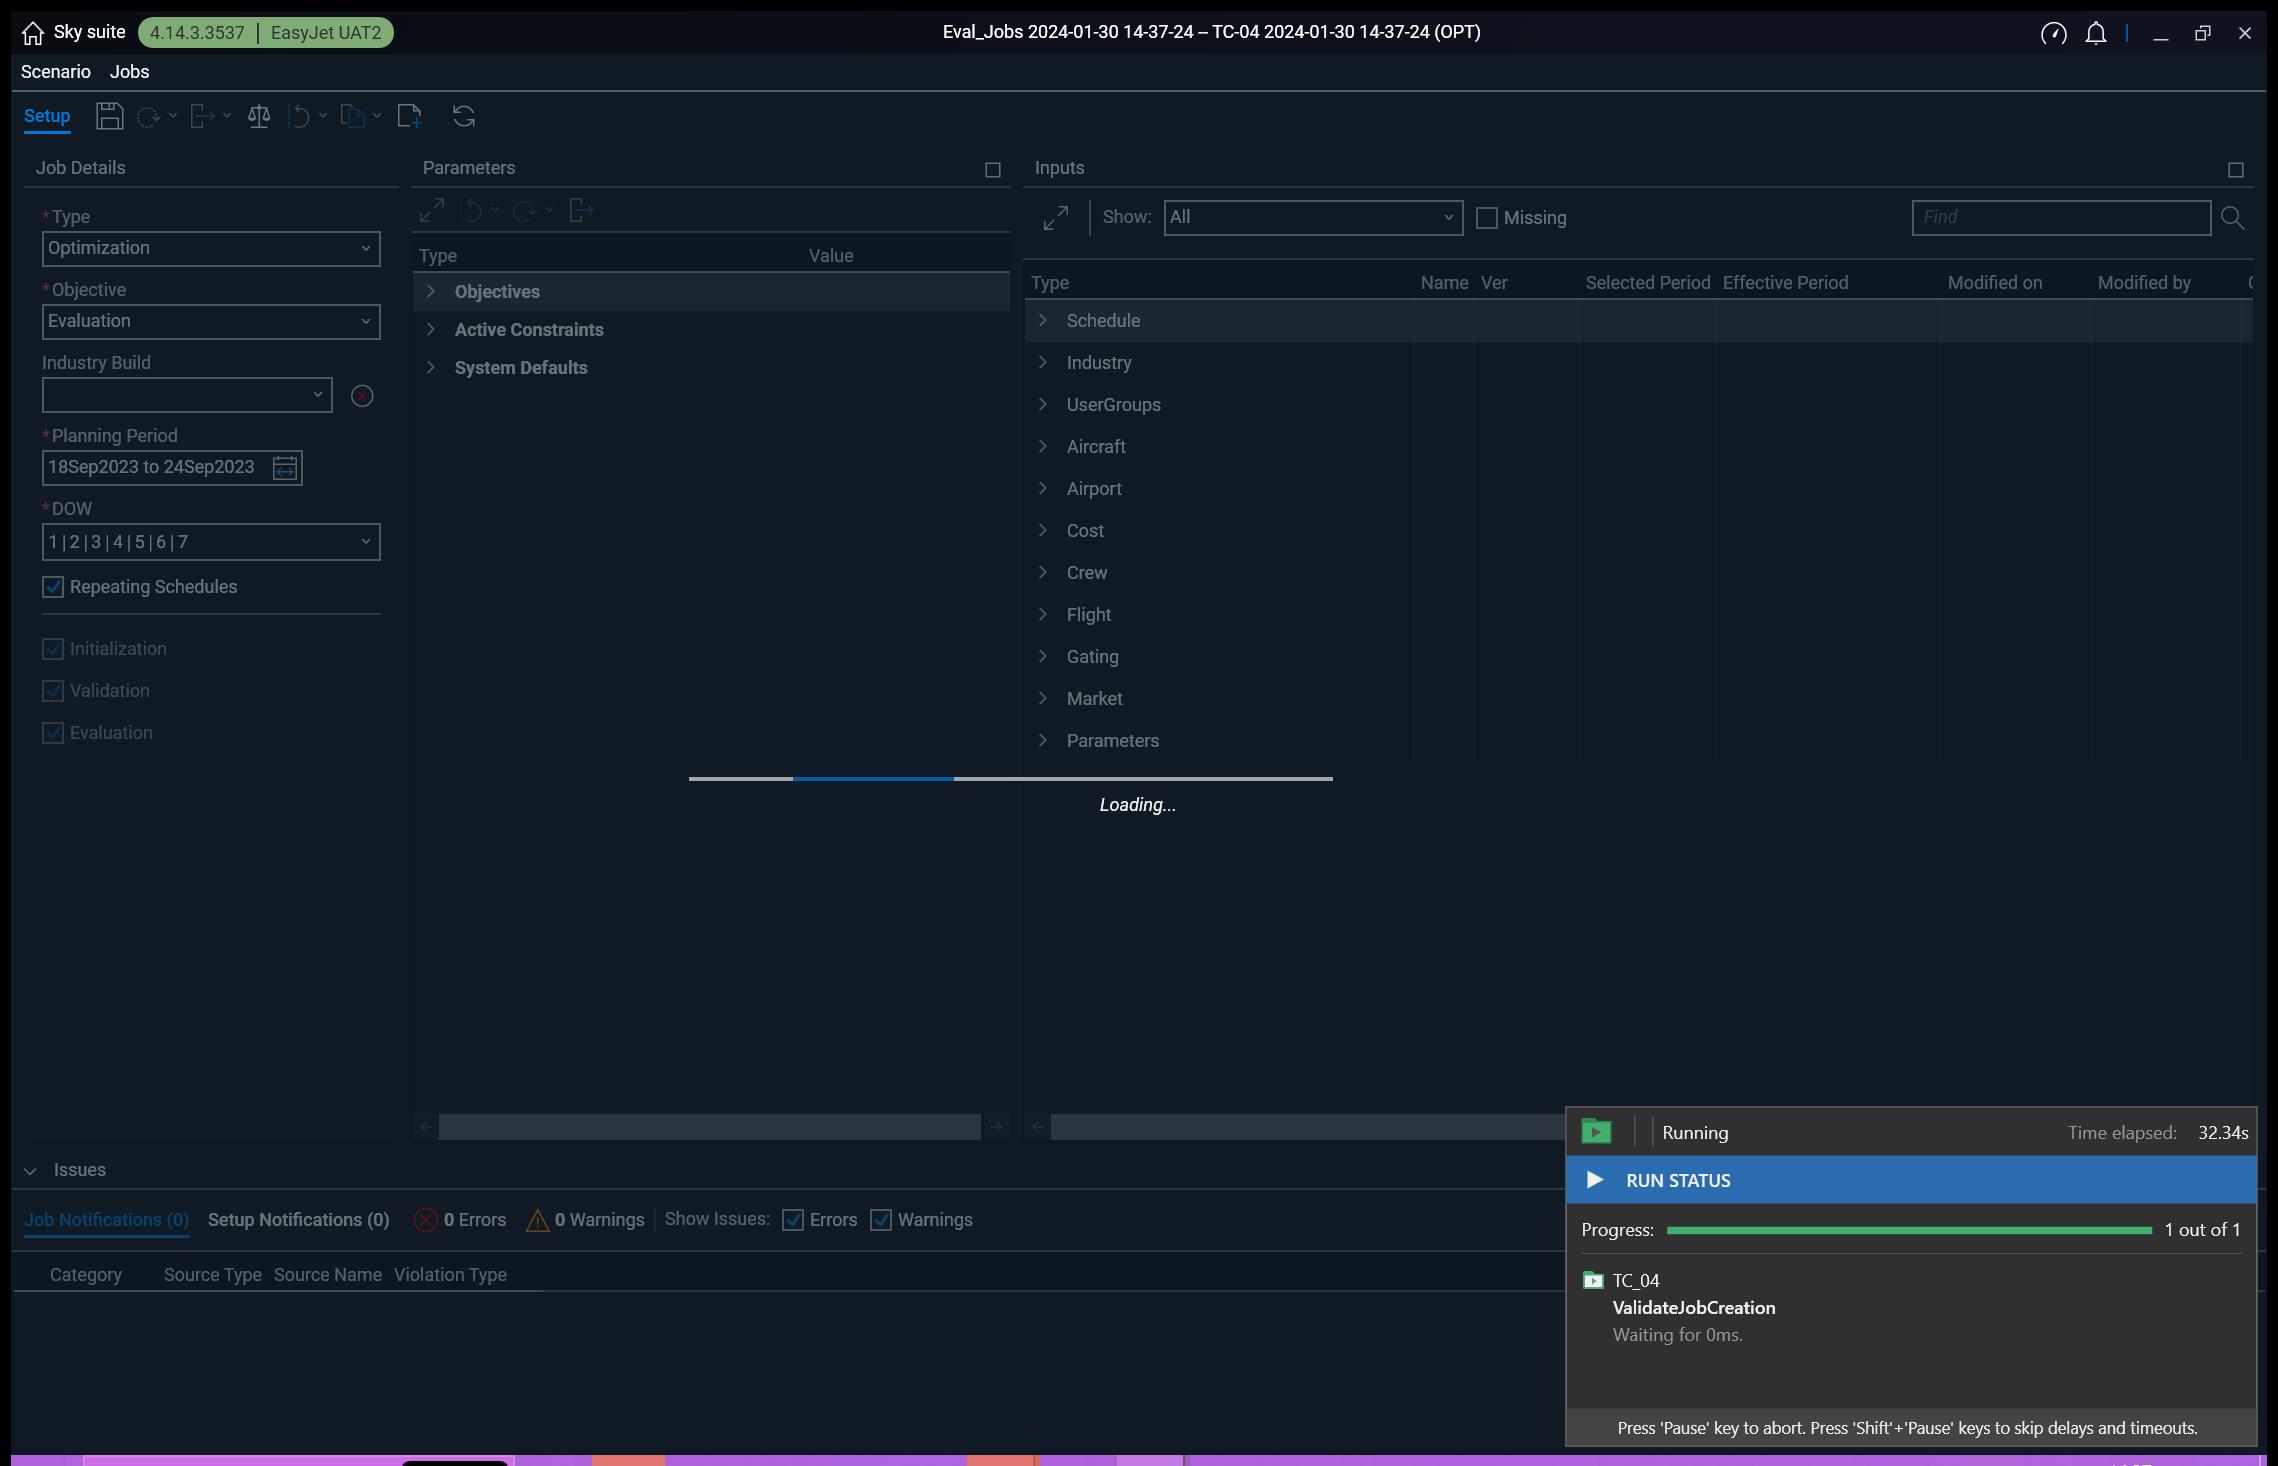 Sky suite 4.14.3.3537 | EasyJet UAT2
Eval_Jobs 2024-01-30 14-37-24 -- TC-04 2024-01-30 14-37-24 (OPT)
Scenario Jobs
Setup
Job Details
*Type
Optimization
*Objective
Evaluation
Industry Build
*Planning Period
18Sep2023 to 24Sep2023
*DOW
1|2|3|4|5|6|7
Repeating Schedules
Initialization
Validation
Evaluation
Parameters
Type Value
Objectives
Active Constraints
System Defaults
Inputs
Show: All Missing Find
Type Name Ver Selected Period Effective Period Modified on Modified by
Schedule
Industry
UserGroups
Aircraft
Airport
Cost
Crew
Flight
Gating
Market
Parameters
Loading...
Issues
Job Notifications (0) Setup Notifications (0) 0 Errors 0 Warnings Show Issues: Errors Warnings
Category Source Type Source Name Violation Type
Running Time elapsed: 32.34s
RUN STATUS
Progress: 1 out of 1
TC_04
ValidateJobCreation
Waiting for 0ms.
Press 'Pause' key to abort. Press 'Shift'+'Pause' keys to skip delays and timeouts.